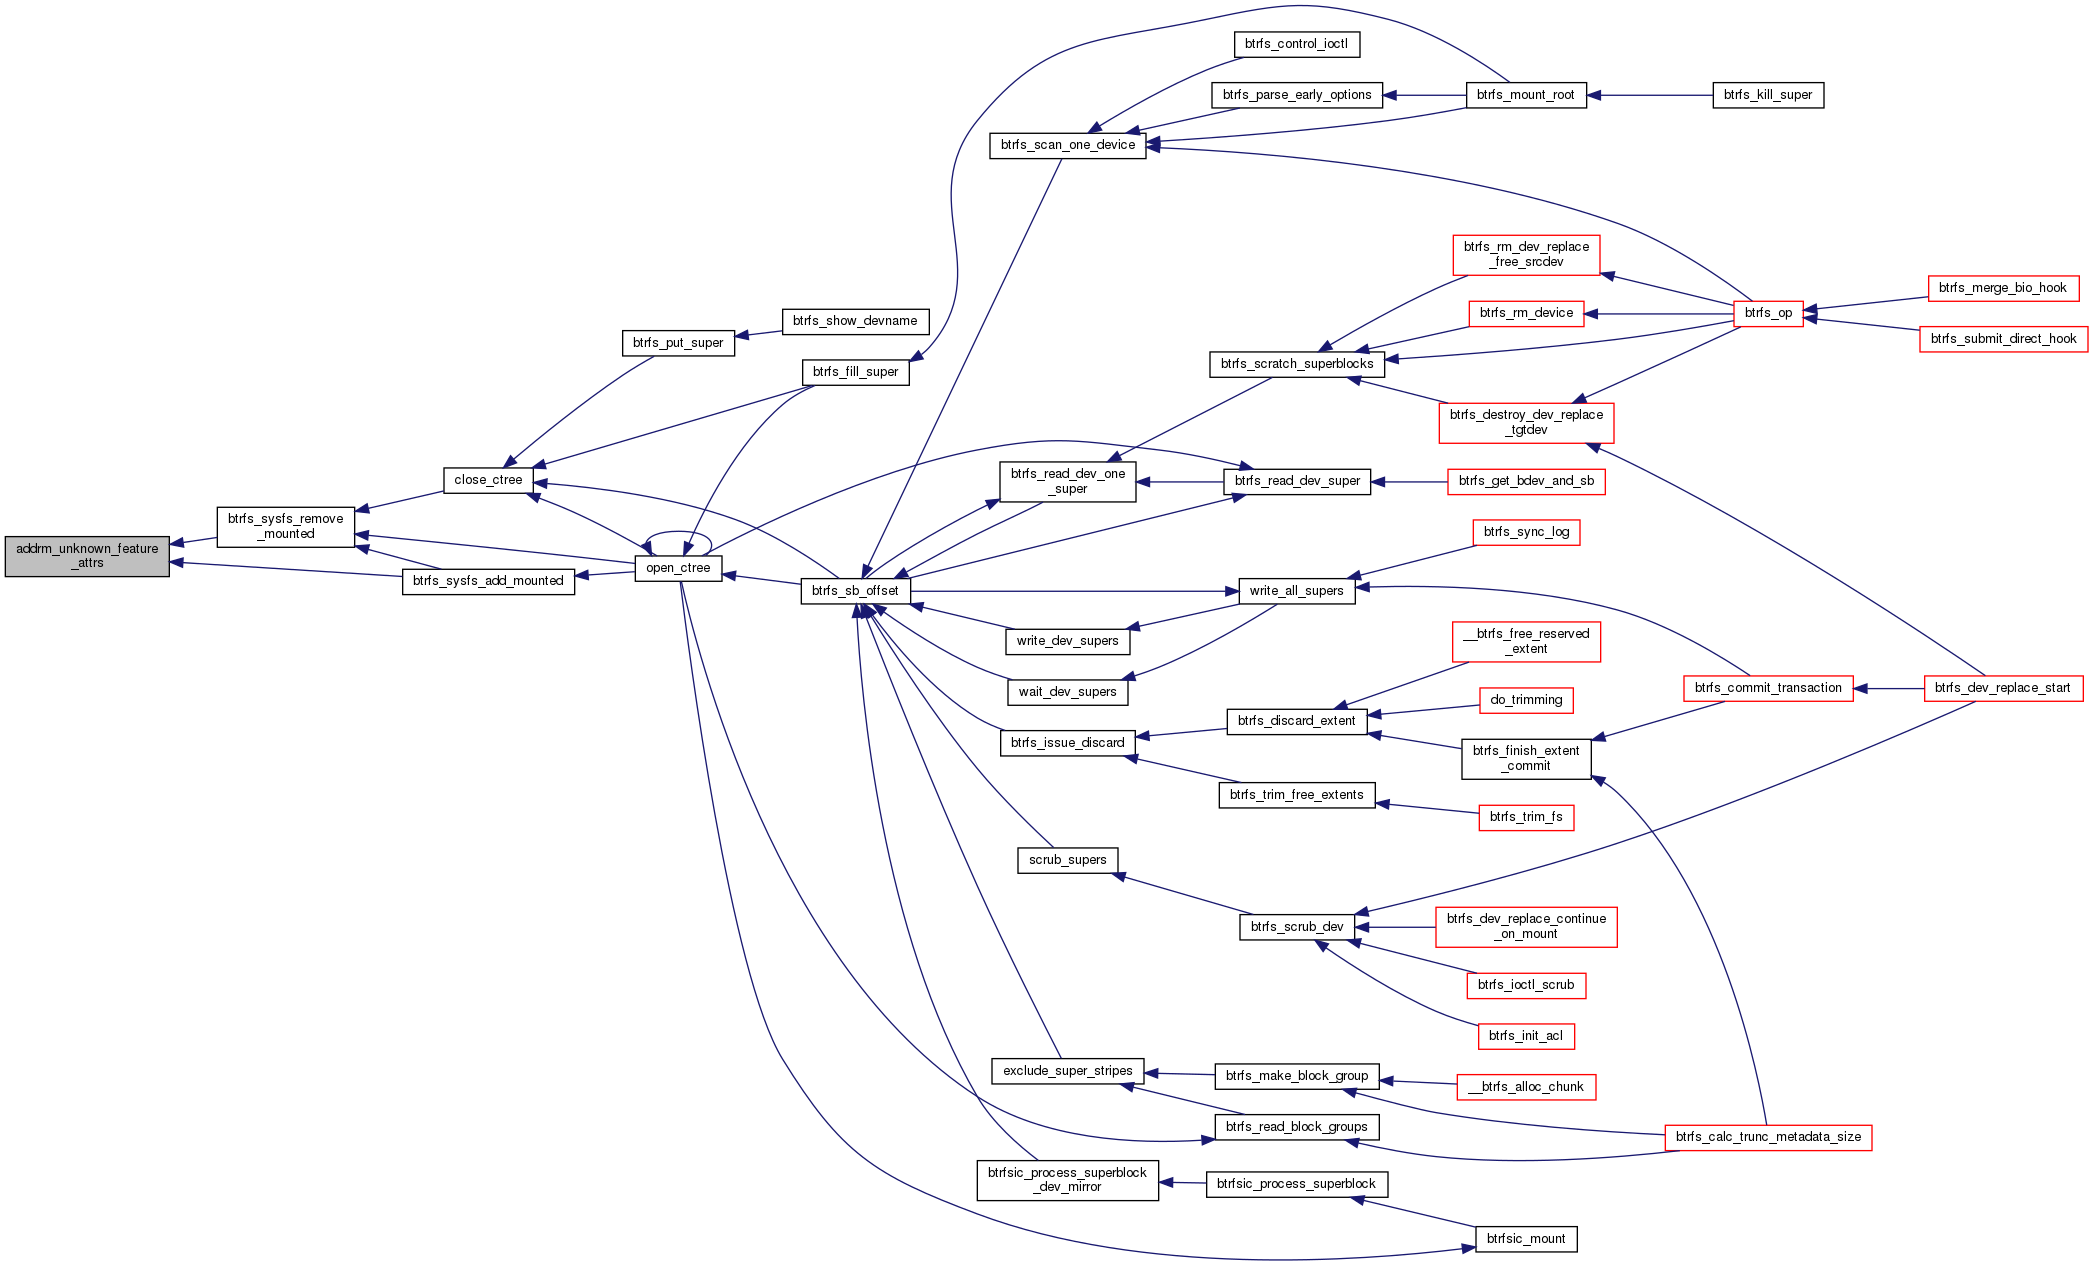 btrfs_control_ioctl
btrfs_parse_early_options
btrfs_mount_root
btrfs_kill_super
btrfs_scan_one_device
btrfs_rm_dev_replace
_free_srcdev
btrfs_merge_bio_hook
btrfs_rm_device
btrfs_op
btrfs_show_devname
btrfs_submit_direct_hook
btrfs_put_super
btrfs_scratch_superblocks
btrfs_fill_super
btrfs_destroy_dev_replace
_tgtdev
close_ctree
btrfs_read_dev_one
_super
btrfs_read_dev_super
btrfs_get_bdev_and_sb
btrfs_sysfs_remove
_mounted
btrfs_sync_log
addrm_unknown_feature
_attrs
open_ctree
btrfs_sysfs_add_mounted
btrfs_sb_offset
write_all_supers
write_dev_supers
__btrfs_free_reserved
_extent
wait_dev_supers
btrfs_commit_transaction
btrfs_dev_replace_start
do_trimming
btrfs_discard_extent
btrfs_issue_discard
btrfs_finish_extent
_commit
btrfs_trim_free_extents
btrfs_trim_fs
scrub_supers
btrfs_scrub_dev
btrfs_dev_replace_continue
_on_mount
btrfs_ioctl_scrub
btrfs_init_acl
exclude_super_stripes
btrfs_make_block_group
__btrfs_alloc_chunk
btrfs_read_block_groups
btrfs_calc_trunc_metadata_size
btrfsic_process_superblock
_dev_mirror
btrfsic_process_superblock
btrfsic_mount